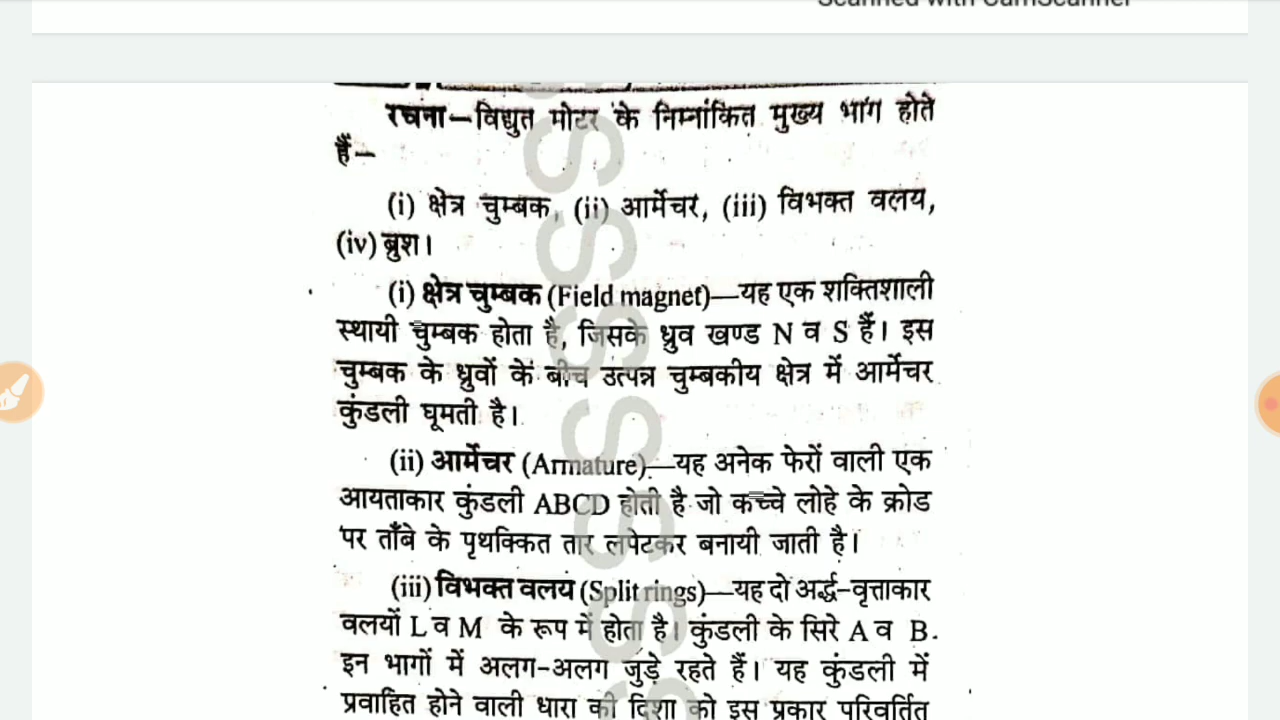 Scanned with CamScanner
रचना—विद्युत मोटर के निम्नांकित मुख्य भाग होते
हैं—
(i) क्षेत्र चुम्बक, (ii) आर्मेचर, (iii) विभक्त वलय,
(iv) ब्रुश।
(i) क्षेत्र चुम्बक (Field magnet)—यह एक शक्तिशाली
स्थायी चुम्बक होता है, जिसके ध्रुव खण्ड N व S हैं। इस
चुम्बक के ध्रुवों के बीच उत्पन्न चुम्बकीय क्षेत्र में आर्मेचर
कुंडली घूमती है।
(ii) आर्मेचर (Armature)—यह अनेक फेरों वाली एक
आयताकार कुंडली ABCD होती है जो कच्चे लोहे के क्रोड
पर ताँबे के पृथक्कित तार लपेटकर बनायी जाती है।
(iii) विभक्त वलय (Split rings)—यह दो अर्द्ध-वृत्ताकार
वलयों L व M के रूप में होता है। कुंडली के सिरे A व B
इन भागों में अलग-अलग जुड़े रहते हैं। यह कुंडली में
प्रवाहित होने वाली धारा की दिशा को इस प्रकार परिवर्तित